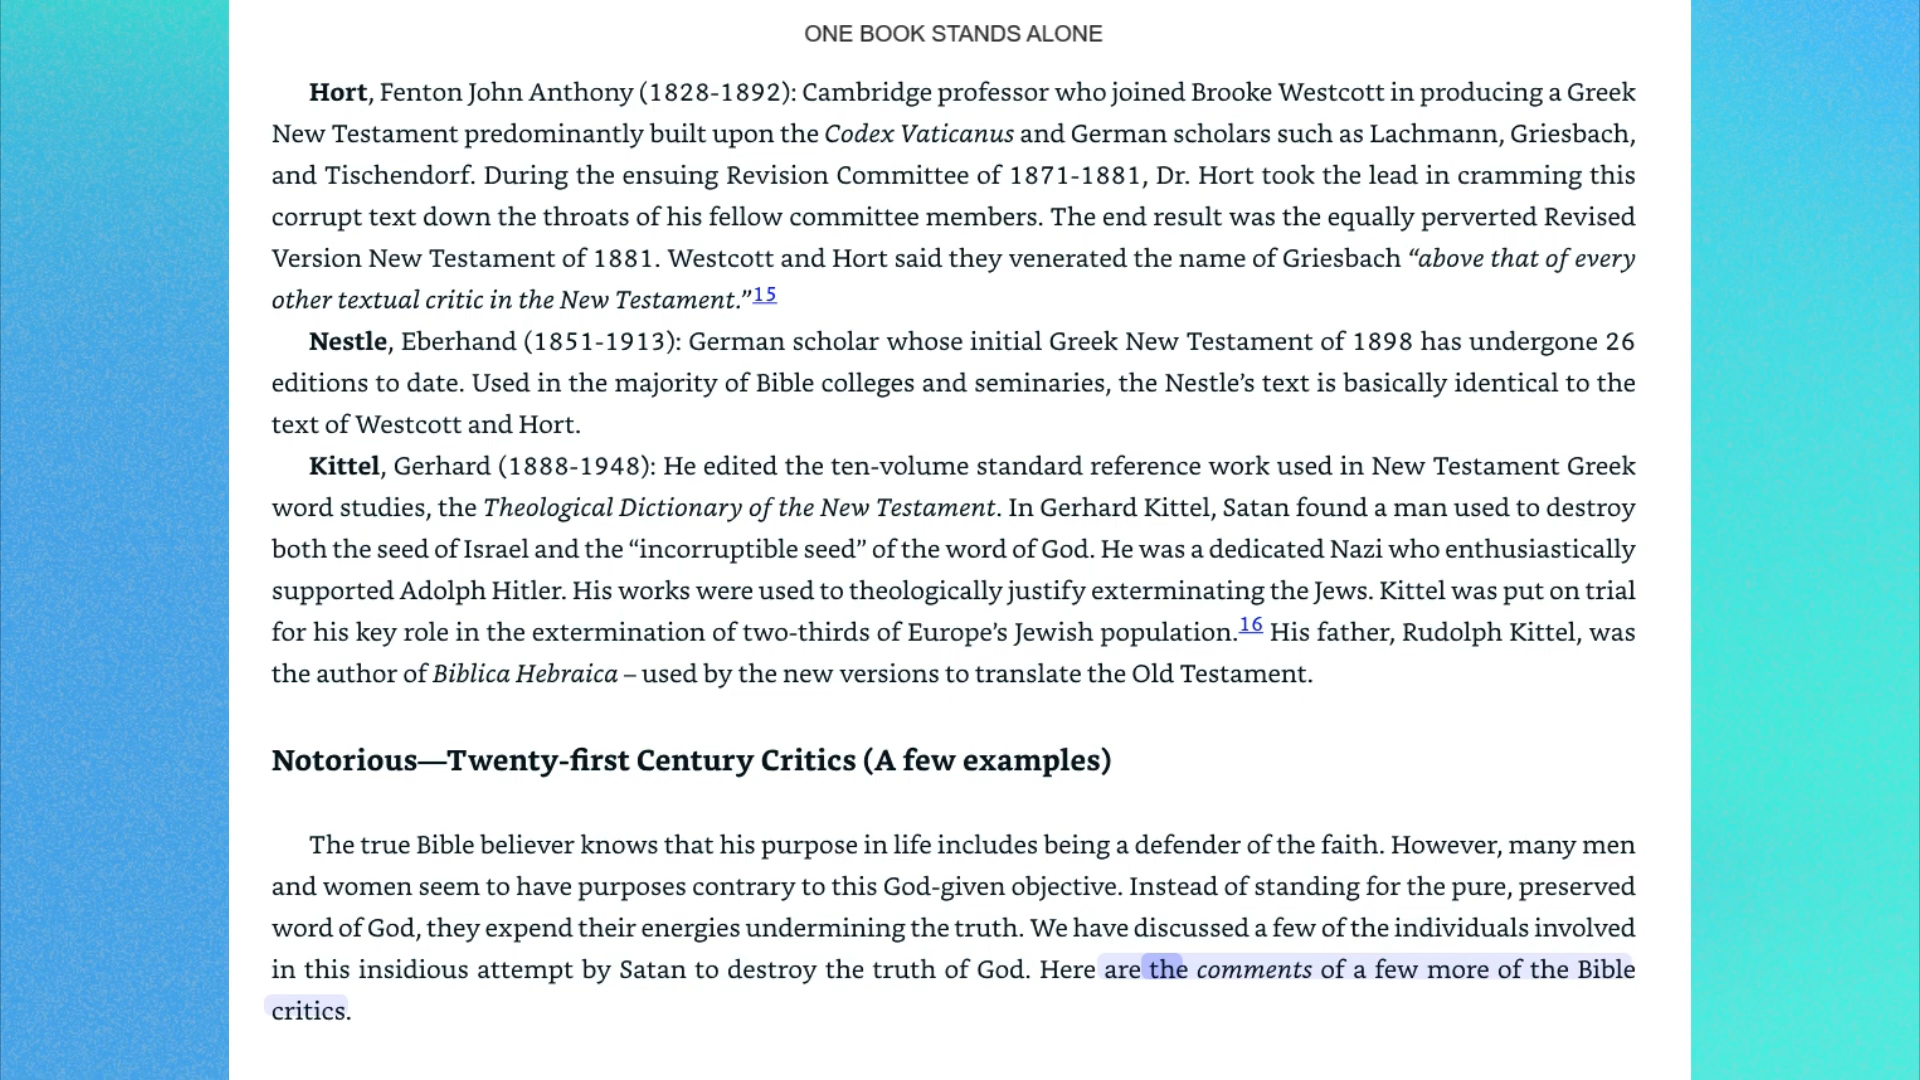 ONE BOOK STANDS ALONE
Hort, Fenton John Anthony (1828-1892): Cambridge professor who joined Brooke Westcott in producing a Greek
New Testament predominantly built upon the Codex Vaticanus and German scholars such as Lachmann, Griesbach,
and Tischendorf. During the ensuing Revision Committee of 1871-1881, Dr. Hort took the lead in cramming this
corrupt text down the throats of his fellow committee members. The end result was the equally perverted Revised
Version New Testament of 1881. Westcott and Hort said they venerated the name of Griesbach “above that of every
other textual critic in the New Testament.”15
Nestle, Eberhand (1851-1913): German scholar whose initial Greek New Testament of 1898 has undergone 26
editions to date. Used in the majority of Bible colleges and seminaries, the Nestle’s text is basically identical to the
text of Westcott and Hort.
Kittel, Gerhard (1888-1948): He edited the ten-volume standard reference work used in New Testament Greek
word studies, the Theological Dictionary of the New Testament. In Gerhard Kittel, Satan found a man used to destroy
both the seed of Israel and the “incorruptible seed” of the word of God. He was a dedicated Nazi who enthusiastically
supported Adolph Hitler. His works were used to theologically justify exterminating the Jews. Kittel was put on trial
for his key role in the extermination of two-thirds of Europe’s Jewish population.16 His father, Rudolph Kittel, was
the author of Biblica Hebraica – used by the new versions to translate the Old Testament.
Notorious—Twenty-first Century Critics (A few examples)
The true Bible believer knows that his purpose in life includes being a defender of the faith. However, many men
and women seem to have purposes contrary to this God-given objective. Instead of standing for the pure, preserved
word of God, they expend their energies undermining the truth. We have discussed a few of the individuals involved
in this insidious attempt by Satan to destroy the truth of God. Here are the comments of a few more of the Bible
critics.